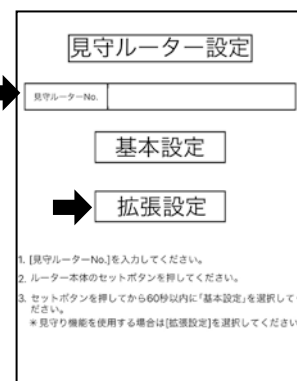 見守ルーター設定
見守ルーターNo.
基本設定
拡張設定
1. [見守ルーターNo.]を入力してください。
2. ルーター本体のセットボタンを押してください。
3. セットボタンを押してから60秒以内に「基本設定」を選択して
ださい。
＊見守り機能を使用する場合は[拡張設定]を選択してください